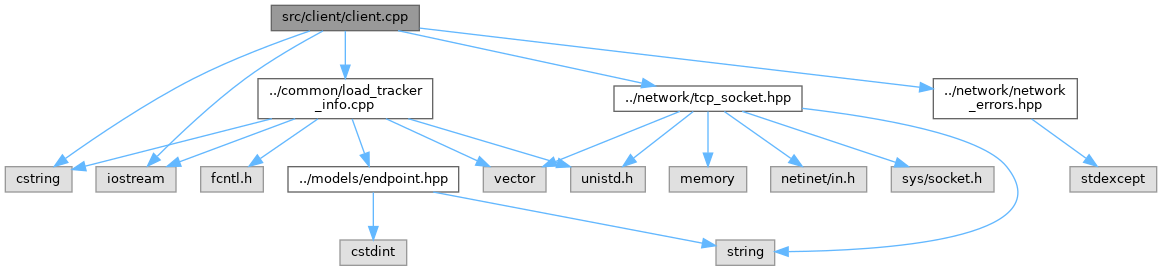 src/client/client.cpp
../common/load_tracker
_info.cpp
../network/tcp_socket.hpp
../network/network
_errors.hpp
cstring
iostream
fcntl.h
../models/endpoint.hpp
vector
unistd.h
memory
netinet/in.h
sys/socket.h
stdexcept
cstdint
string